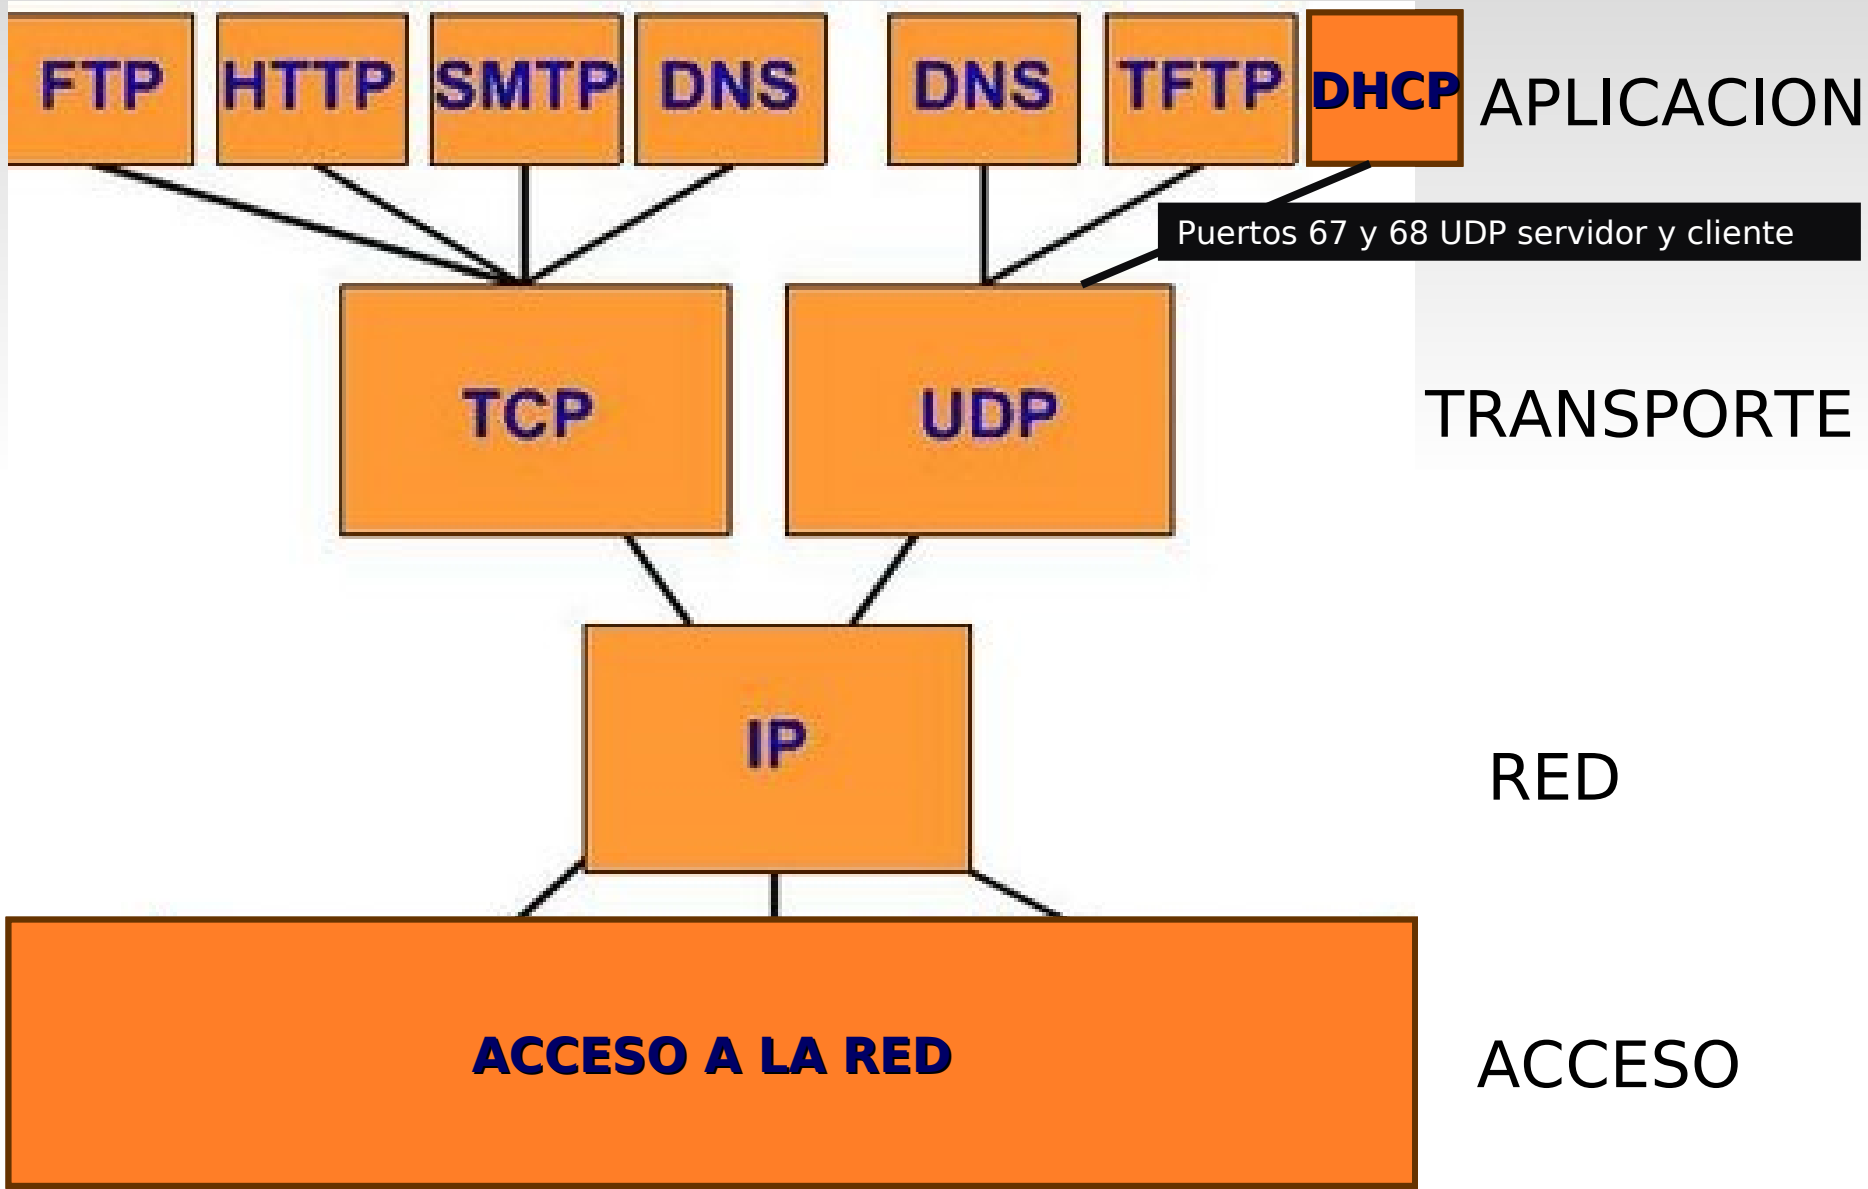 FTP HTTP SMTP DNS DNS TFTP DHCP APLICACION
Puertos 67 y 68 UDP servidor y cliente
TCP UDP TRANSPORTE
IP RED
ACCESO A LA RED ACCESO